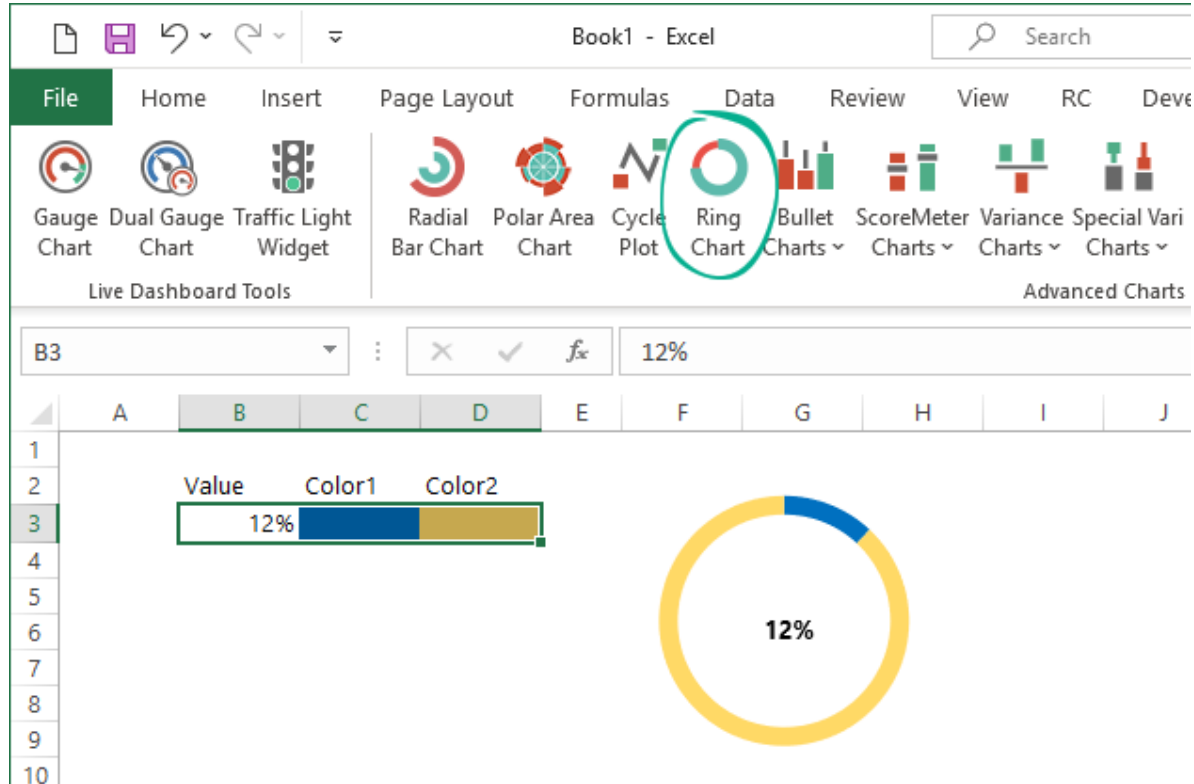 Book1 - Excel
Search
File Home Insert Page Layout Formulas Data Review View RC Deve
Gauge Dual Gauge Traffic Light Radial Polar Area Cycle Ring Bullet ScoreMeter Variance Special Vari
Chart Chart Widget Bar Chart Chart Plot Chart Charts Charts Charts Charts
Live Dashboard Tools Advanced Charts
B3 fx 12%
A B C D E F G H I J
1
2 Value Color1 Color2
3 12%
4
5
6 12%
7
8
9
10